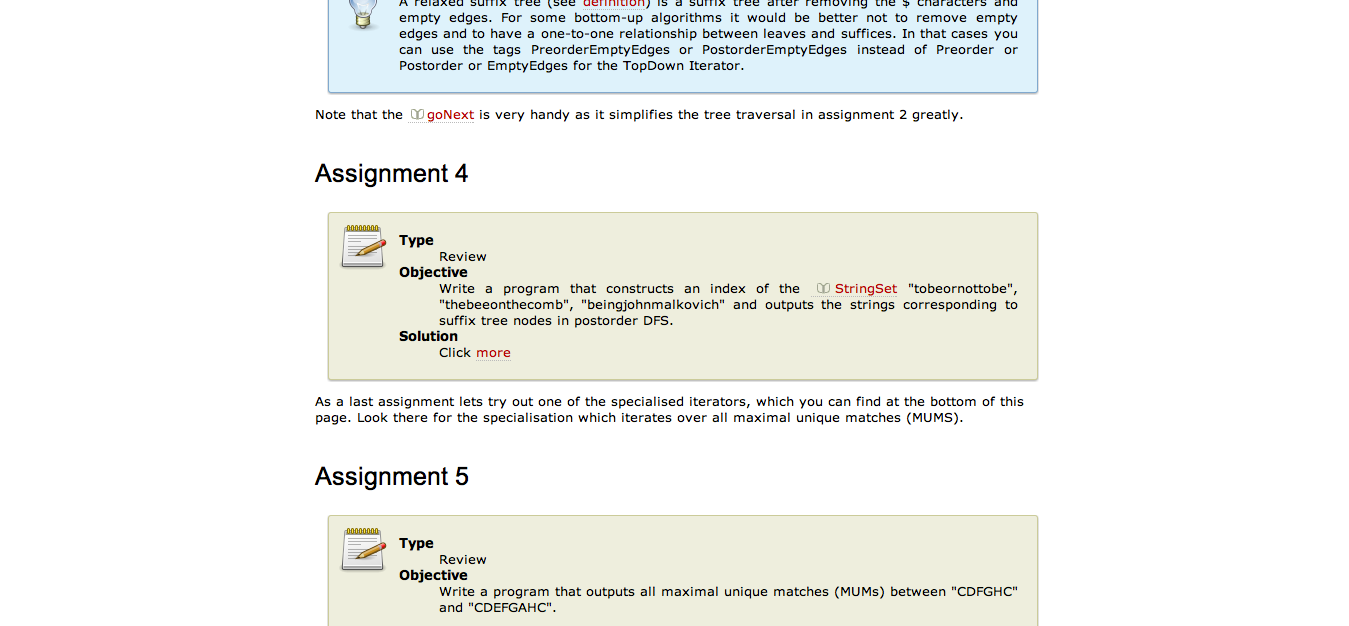 A relaxed suffix tree (see definition) is a suffix tree after removing the $ characters and
empty edges. For some bottom-up algorithms it would be better not to remove empty
edges and to have a one-to-one relationship between leaves and suffices. In that cases you
can use the tags PreorderEmptyEdges or PostorderEmptyEdges instead of Preorder or
Postorder or EmptyEdges for the TopDown Iterator.
Note that the goNext is very handy as it simplifies the tree traversal in assignment 2 greatly.
Assignment 4
Type
Review
Objective
Write a program that constructs an index of the StringSet "tobeornottobe",
"thebeeonthecomb", "beingjohnmalkovich" and outputs the strings corresponding to
suffix tree nodes in postorder DFS.
Solution
Click more
As a last assignment lets try out one of the specialised iterators, which you can find at the bottom of this
page. Look there for the specialisation which iterates over all maximal unique matches (MUMS).
Assignment 5
Type
Review
Objective
Write a program that outputs all maximal unique matches (MUMs) between "CDFGHC"
and "CDEFGAHC".